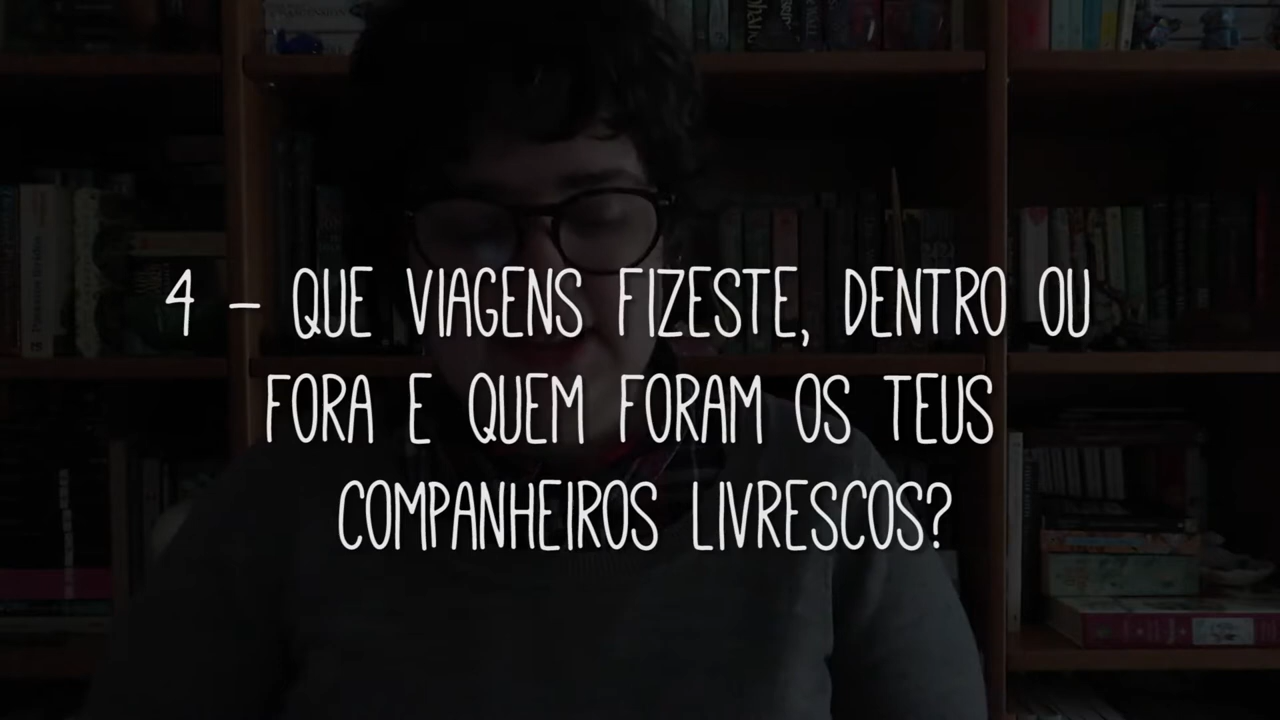 4 - QUE VIAGENS FIZESTE, DENTRO OU
FORA E QUEM FORAM OS TEUS
COMPANHEIROS LIVRESCOS?